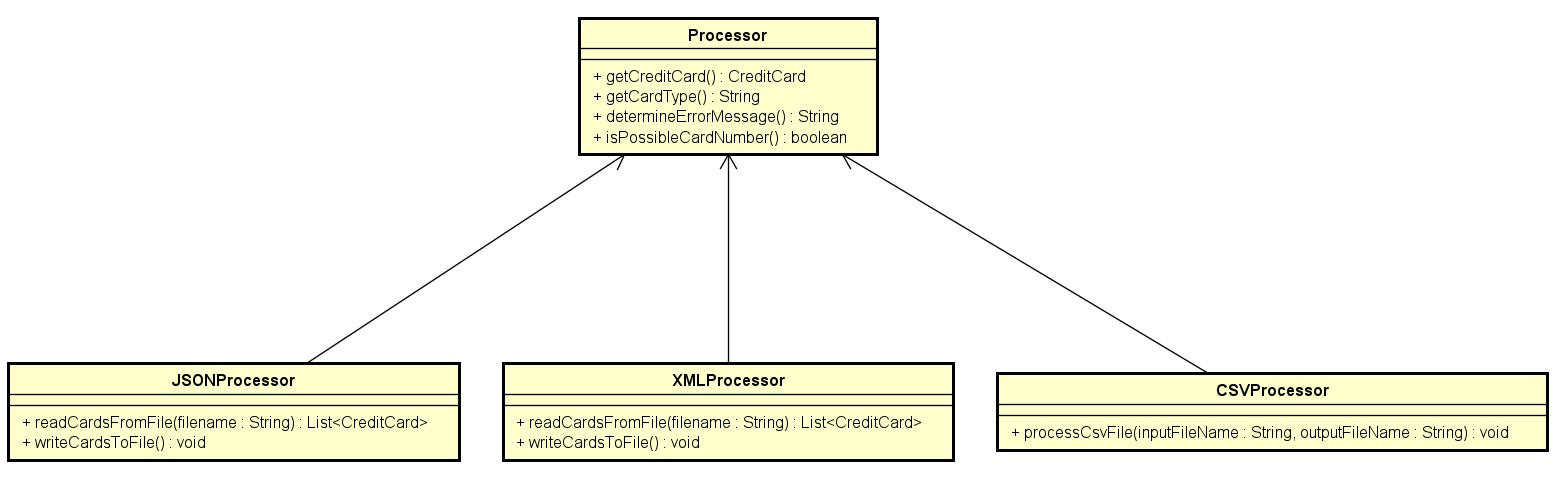 Processor
+ getCreditCard() : CreditCard
+ getCardType() : String
+ determineErrorMessage() : String
+ isPossibleCardNumber() : boolean
JSONProcessor
+ readCardsFromFile(filename : String) : List<CreditCard>
+ writeCardsToFile() : void
XMLProcessor
+ readCardsFromFile(filename : String) : List<CreditCard>
+ writeCardsToFile() : void
CSVProcessor
+ processCsvFile(inputFileName : String, outputFileName : String) : void